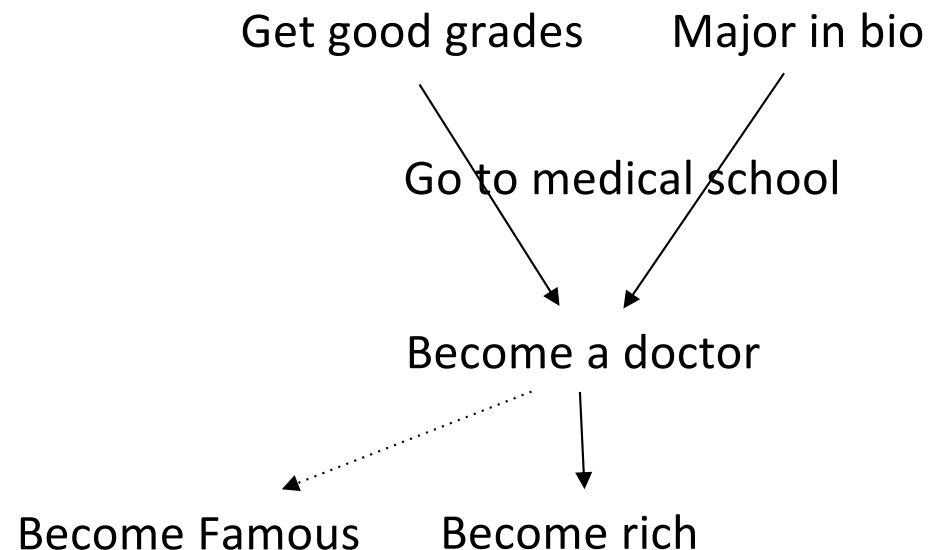 Get good grades Major in bio
Go to medical school
Become a doctor
Become Famous Become rich